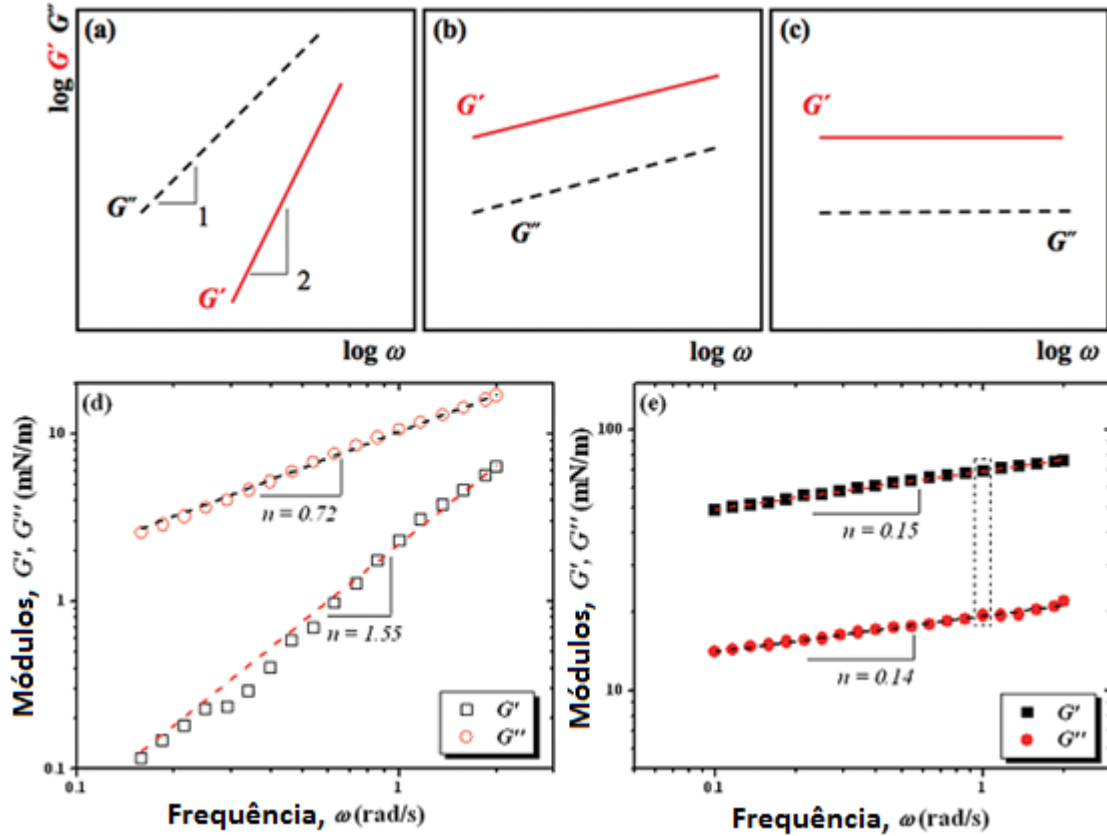 (a)
(b)
(c)
log G′ G″
G″
1
G′
2
G′
G″
G′
G″
log ω
log ω
log ω
(d)
10
1
0.1
n = 0.72
n = 1.55
G′
G″
0.1
1
Módulos, G′, G″ (mN/m)
Frequência, ω (rad/s)
(e)
100
10
n = 0.15
n = 0.14
G′
G″
0.1
1
Módulos, G′, G″ (mN/m)
Frequência, ω (rad/s)